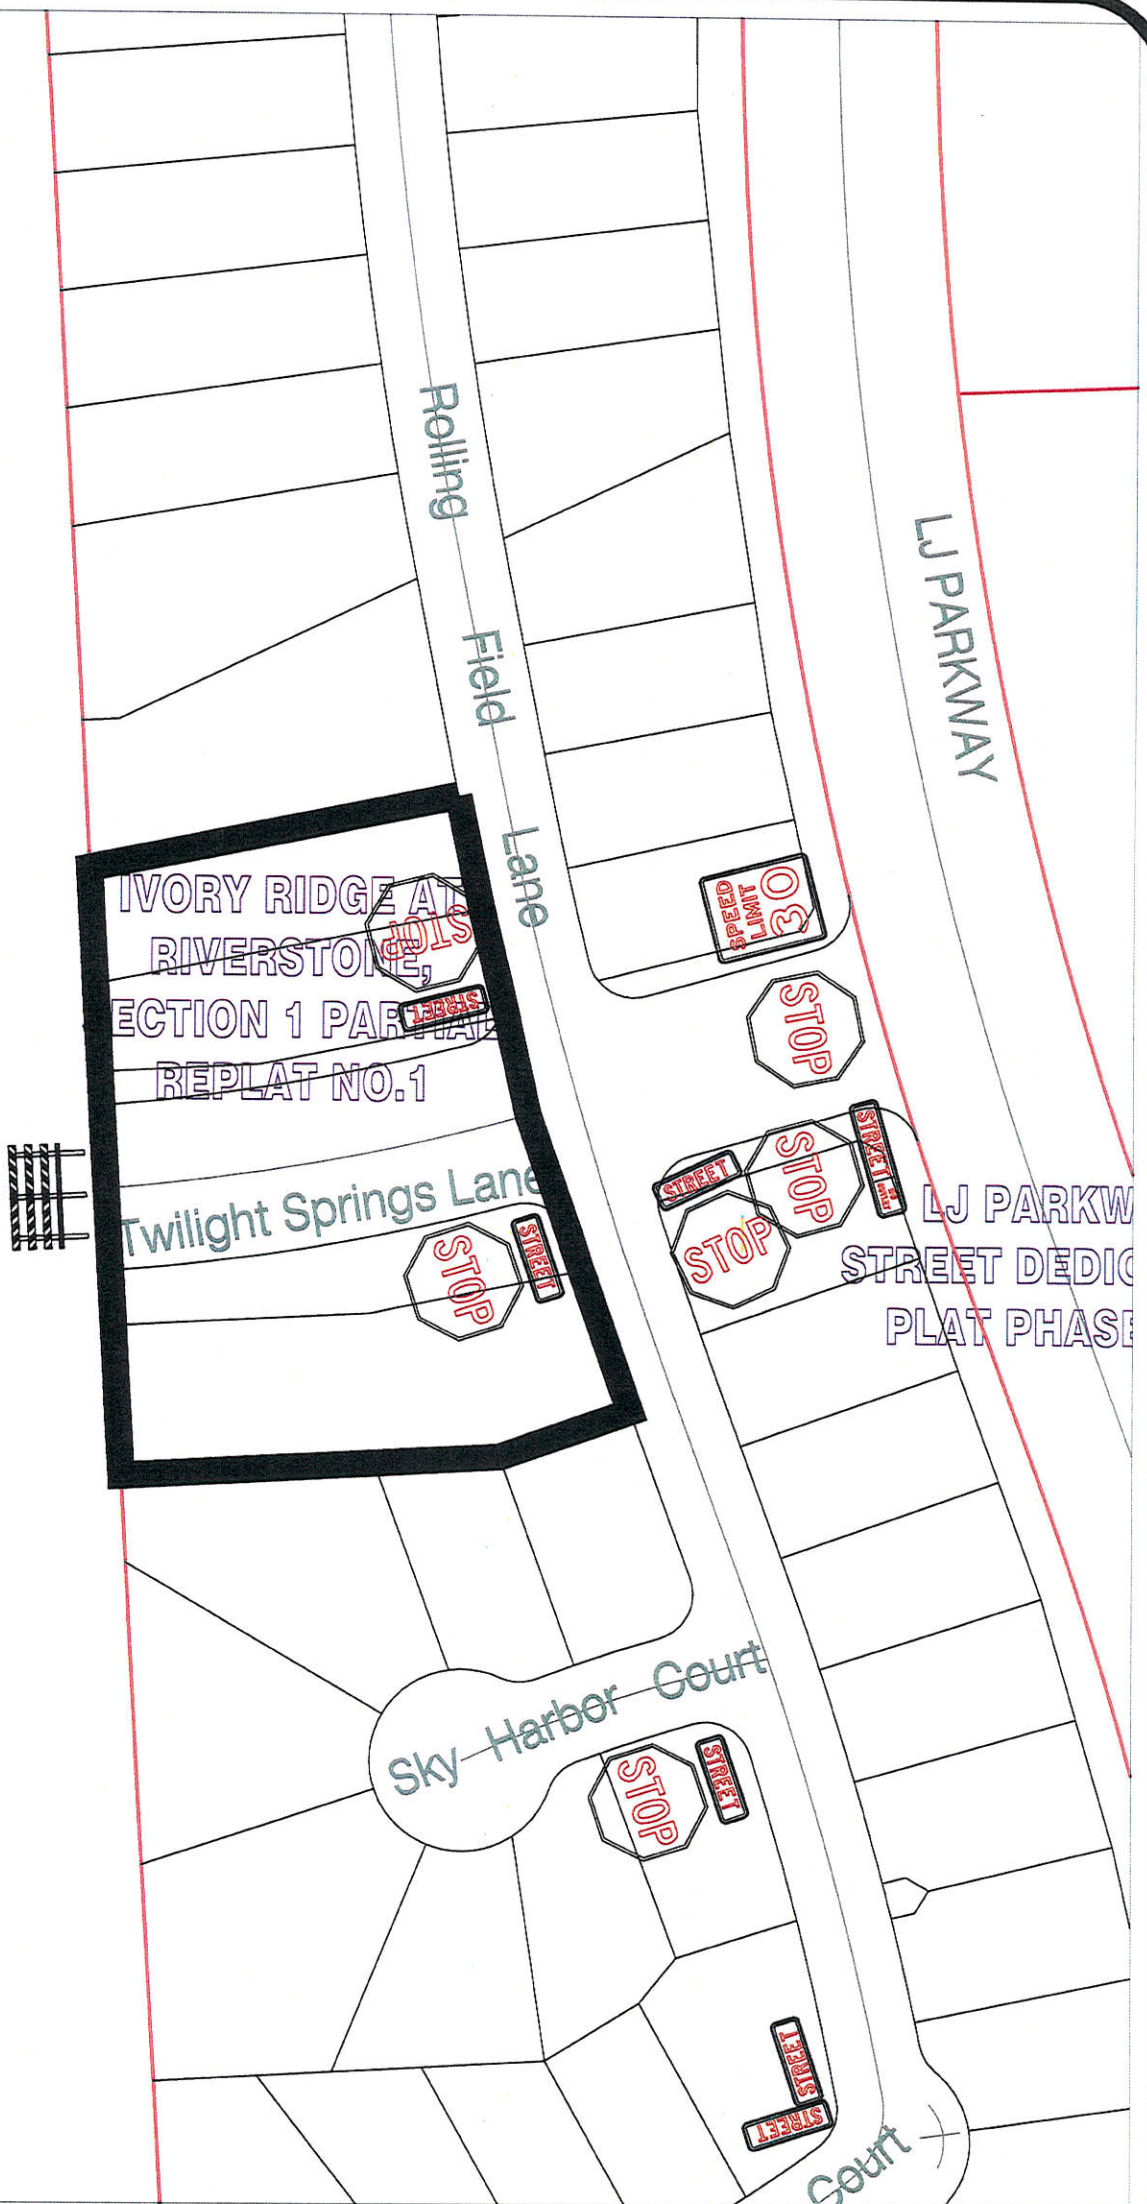 Rolling Field Lane
LJ PARKWAY
SPEED
LIMIT
30
STOP
STOP
STREET
IVORY RIDGE AT
RIVERSTONE,
ECTION 1 PARTIAL
REPLAT NO.1
STOP
STREET
STOP
STREET
STOP
LJ PARKW
STREET DEDIC
PLAT PHASE
Twilight Springs Lane
STREET
STOP
Sky Harbor Court
STREET
STOP
STREET
STREET
Court